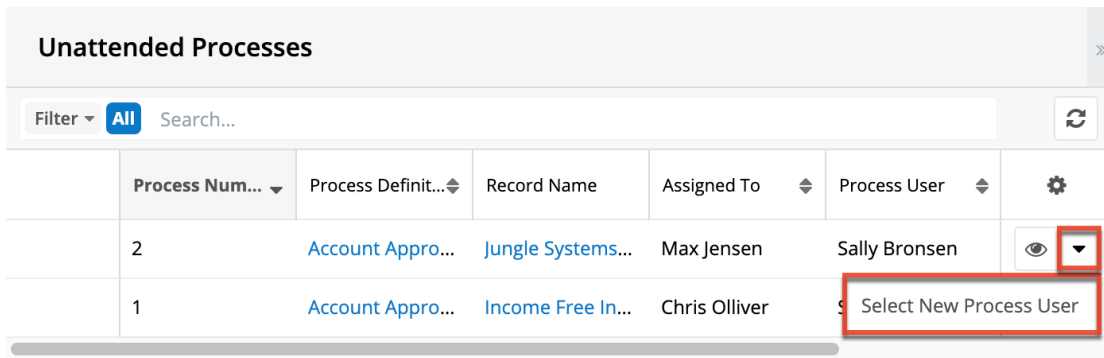 Unattended Processes
Filter All Search...
Process Num... Process Definit... Record Name Assigned To Process User
2 Account Appro... Jungle Systems... Max Jensen Sally Bronsen
1 Account Appro... Income Free In... Chris Olliver
Select New Process User